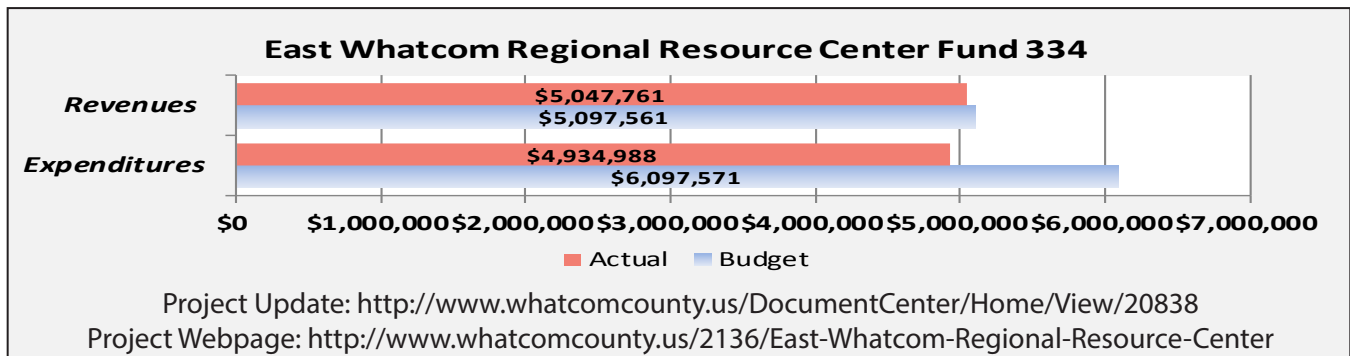 East Whatcom Regional Resource Center Fund 334
Revenues
$5,047,761
$5,097,561
Expenditures
$4,934,988
$6,097,571
$0 $1,000,000 $2,000,000 $3,000,000 $4,000,000 $5,000,000 $6,000,000 $7,000,000
Actual Budget
Project Update: http://www.whatcomcounty.us/DocumentCenter/Home/View/20838
Project Webpage: http://www.whatcomcounty.us/2136/East-Whatcom-Regional-Resource-Center